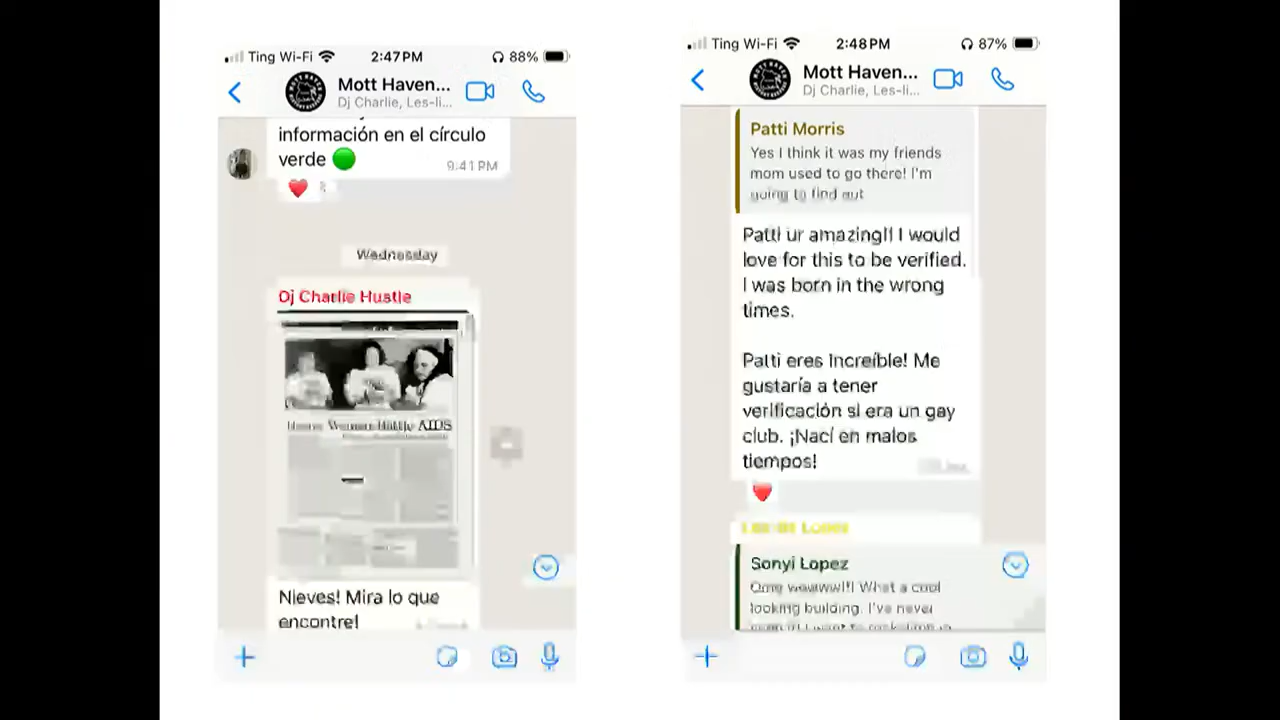 Ting Wi-Fi 2:47 PM 88%
Mott Haven...
Dj Charlie, Les-li...
información en el círculo
verde
9:41 PM
Wednesday
Dj Charlie Hustle
Women Battle AIDS
Nieves! Mira lo que
encontre!
Ting Wi-Fi 2:48 PM 87%
Mott Haven...
Dj Charlie, Les-li...
Patti Morris
Yes I think it was my friends
mom used to go there! I'm
going to find out
Patti ur amazing!! I would
love for this to be verified.
I was born in the wrong
times.
Patti eres increíble! Me
gustaría a tener
verificación si era un gay
club. ¡Nací en malos
tiempos!
Sonyi Lopez
What a cool
looking building. I've never